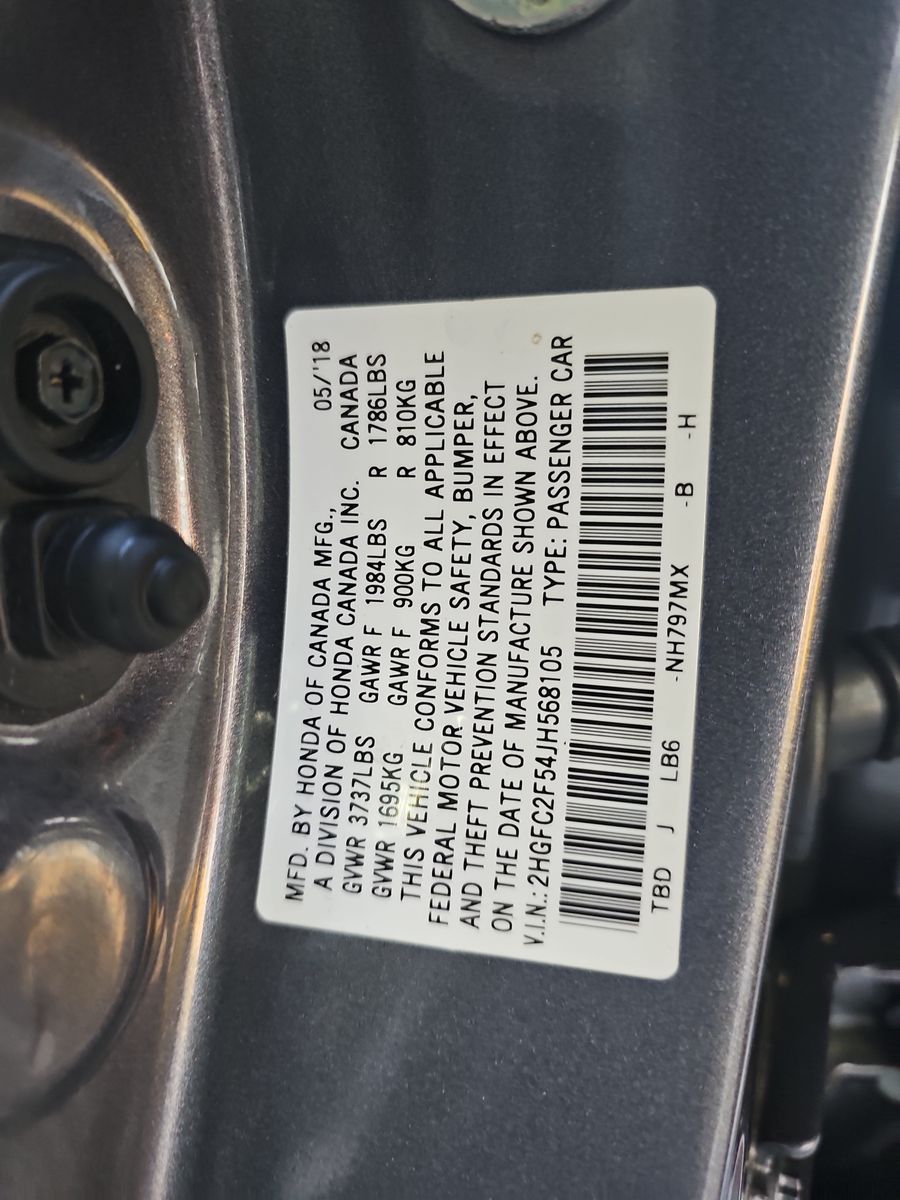 MFD. BY HONDA OF CANADA MFG., 05/'18
A DIVISION OF HONDA CANADA INC. CANADA
GVWR 3737LBS GAWR F 1984LBS R 1786LBS
GVWR 1695KG GAWR F 900KG R 810KG
THIS VEHICLE CONFORMS TO ALL APPLICABLE
FEDERAL MOTOR VEHICLE SAFETY, BUMPER,
AND THEFT PREVENTION STANDARDS IN EFFECT
ON THE DATE OF MANUFACTURE SHOWN ABOVE.
V.I.N.:2HGFC2F54JH568105 TYPE: PASSENGER CAR
TBD J LB6 -NH797MX -B -H